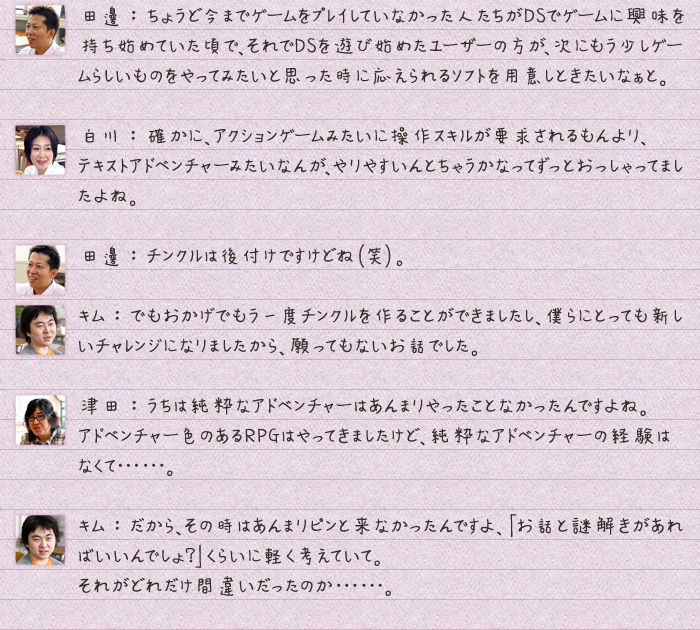 田邊 : ちょうど今までゲームをプレイしていなかった人たちがDSでゲームに興味を
持ち始めていた頃で、それでDSを遊び始めたユーザーの方が、次にもう少しゲー
ムらしいものをやってみたいと思った時に応えられるソフトを用意しときたいなぁと。
白川 : 確かに、アクションゲームみたいに操作スキルが要求されるもんより、
テキストアドベンチャーみたいなんが、やりやすいんとちゃうかなってずっとおっしゃってまし
たよね。
田邊 : チンクルは後付けですけどね(笑)。
キム : でもおかげでもう一度チンクルを作ることができましたし、僕らにとっても新し
いチャレンジになりましたから、願ってもないお話でした。
津田 : うちは純粋なアドベンチャーはあんまりやったことなかったんですよね。
アドベンチャー色のあるRPGはやってきましたけど、純粋なアドベンチャーの経験は
なくて・・・・・・。
キム : だから、その時はあんまりピンと来なかったんですよ、「お話と謎解きがあれ
ばいいんでしょ?」くらいに軽く考えていて。
それがどれだけ間違いだったのか・・・・・・。